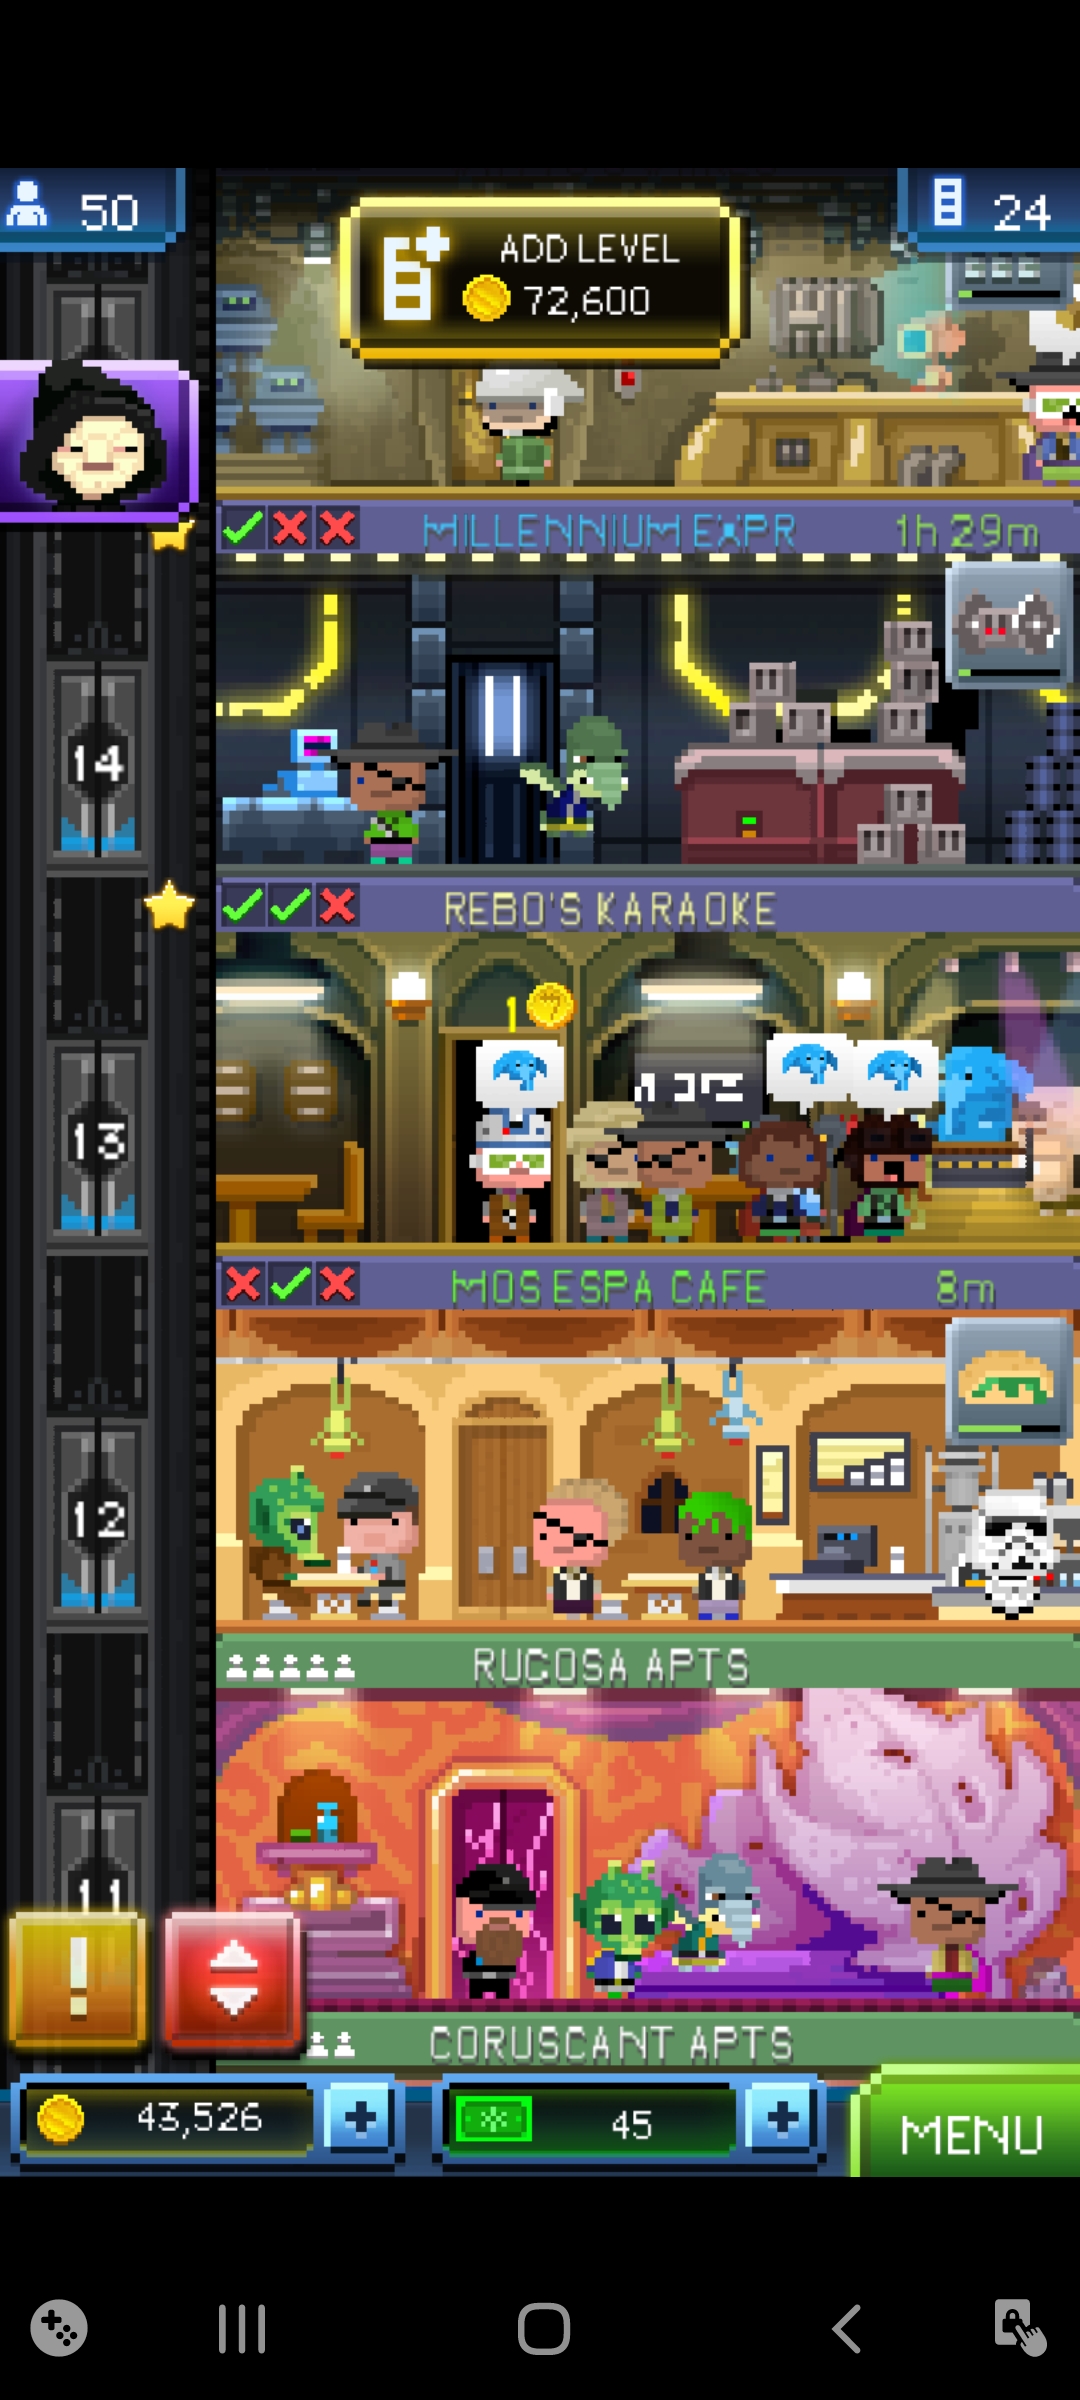 50
24
ADD LEVEL
72,600
MILLENNIUM EXPR
1h 29m
14
REBO'S KARAOKE
1
13
MOS ESPA CAFE
8m
12
RUCOSA APTS
11
!
CORUSCANT APTS
43,526
+
45
+
MENU